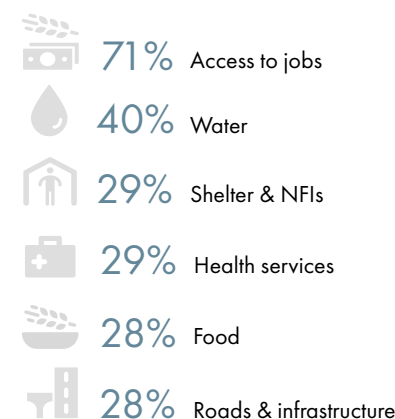 71% Access to jobs
40% Water
29% Shelter & NFIs
29% Health services
28% Food
28% Roads & infrastructure